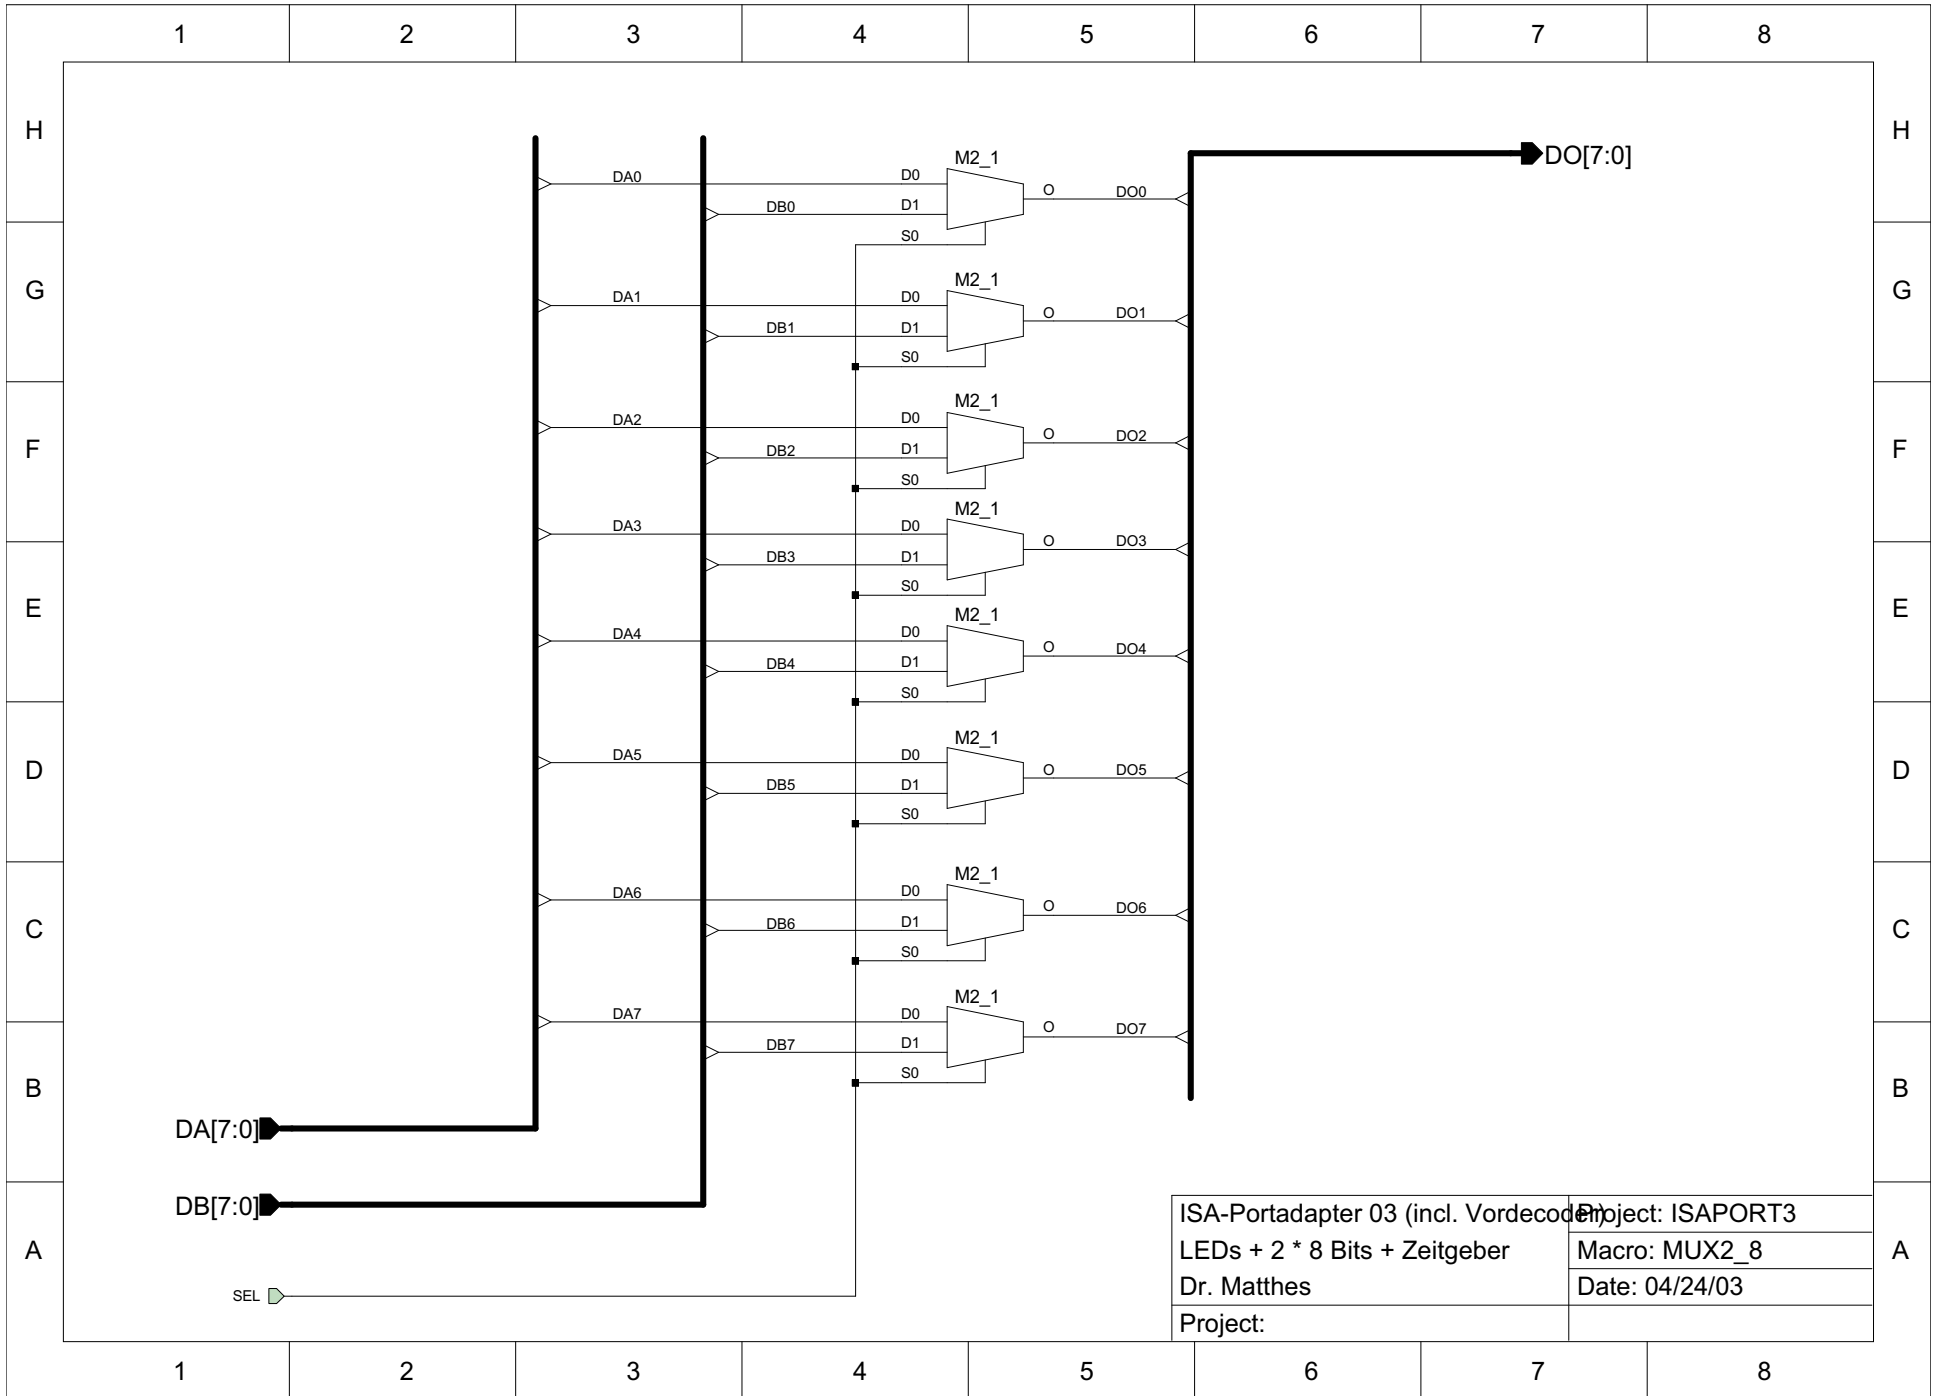 1 2 3 4 5 6 7 8
H H
M2_1
DA0 D0
O DO0
DB0 D1
S0
DO[7:0]
G G
M2_1
DA1 D0
O DO1
DB1 D1
S0
M2_1
DA2 D0
O DO2
F F
DB2 D1
S0
M2_1
DA3 D0
O DO3
DB3 D1
S0
E E
M2_1
DA4 D0
O DO4
DB4 D1
S0
M2_1
DA5 D0
D D
O DO5
DB5 D1
S0
M2_1
DA6 D0
O DO6
DB6 D1
C C
S0
M2_1
DA7 D0
O DO7
DB7 D1
S0
B B
DA[7:0]
DB[7:0]
A A
SEL
ISA-Portadapter 03 (incl. Vordecoder) Project: ISAPORT3
LEDs + 2 * 8 Bits + Zeitgeber Macro: MUX2_8
Dr. Matthes Date: 04/24/03
Project:
1 2 3 4 5 6 7 8